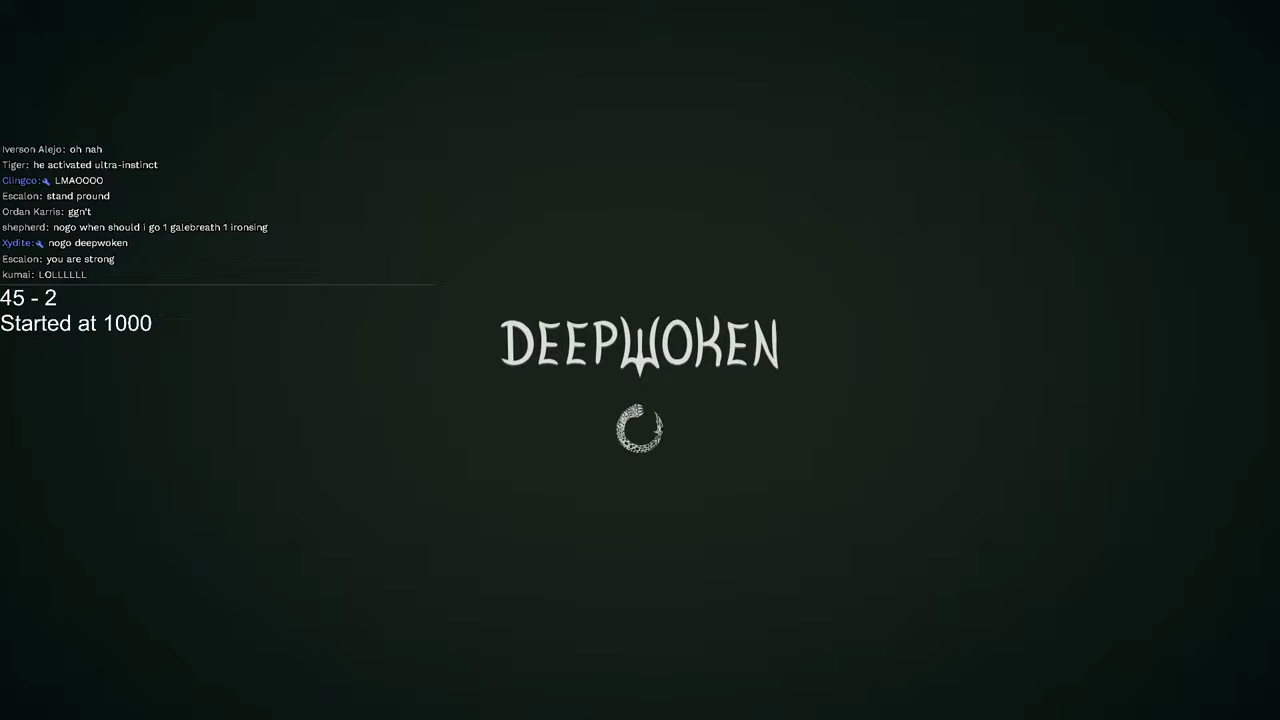 Iverson Alejo: oh nah
Tiger: he activated ultra-instinct
Clingco: LMAOOOO
Escalon: stand pround
Ordan Karris: ggn't
shepherd: nogo when should i go 1 galebreath 1 ironsing
Xydite: nogo deepwoken
Escalon: you are strong
kumai: LOLLLLLL
45 - 2
Started at 1000
DEEPWOKEN